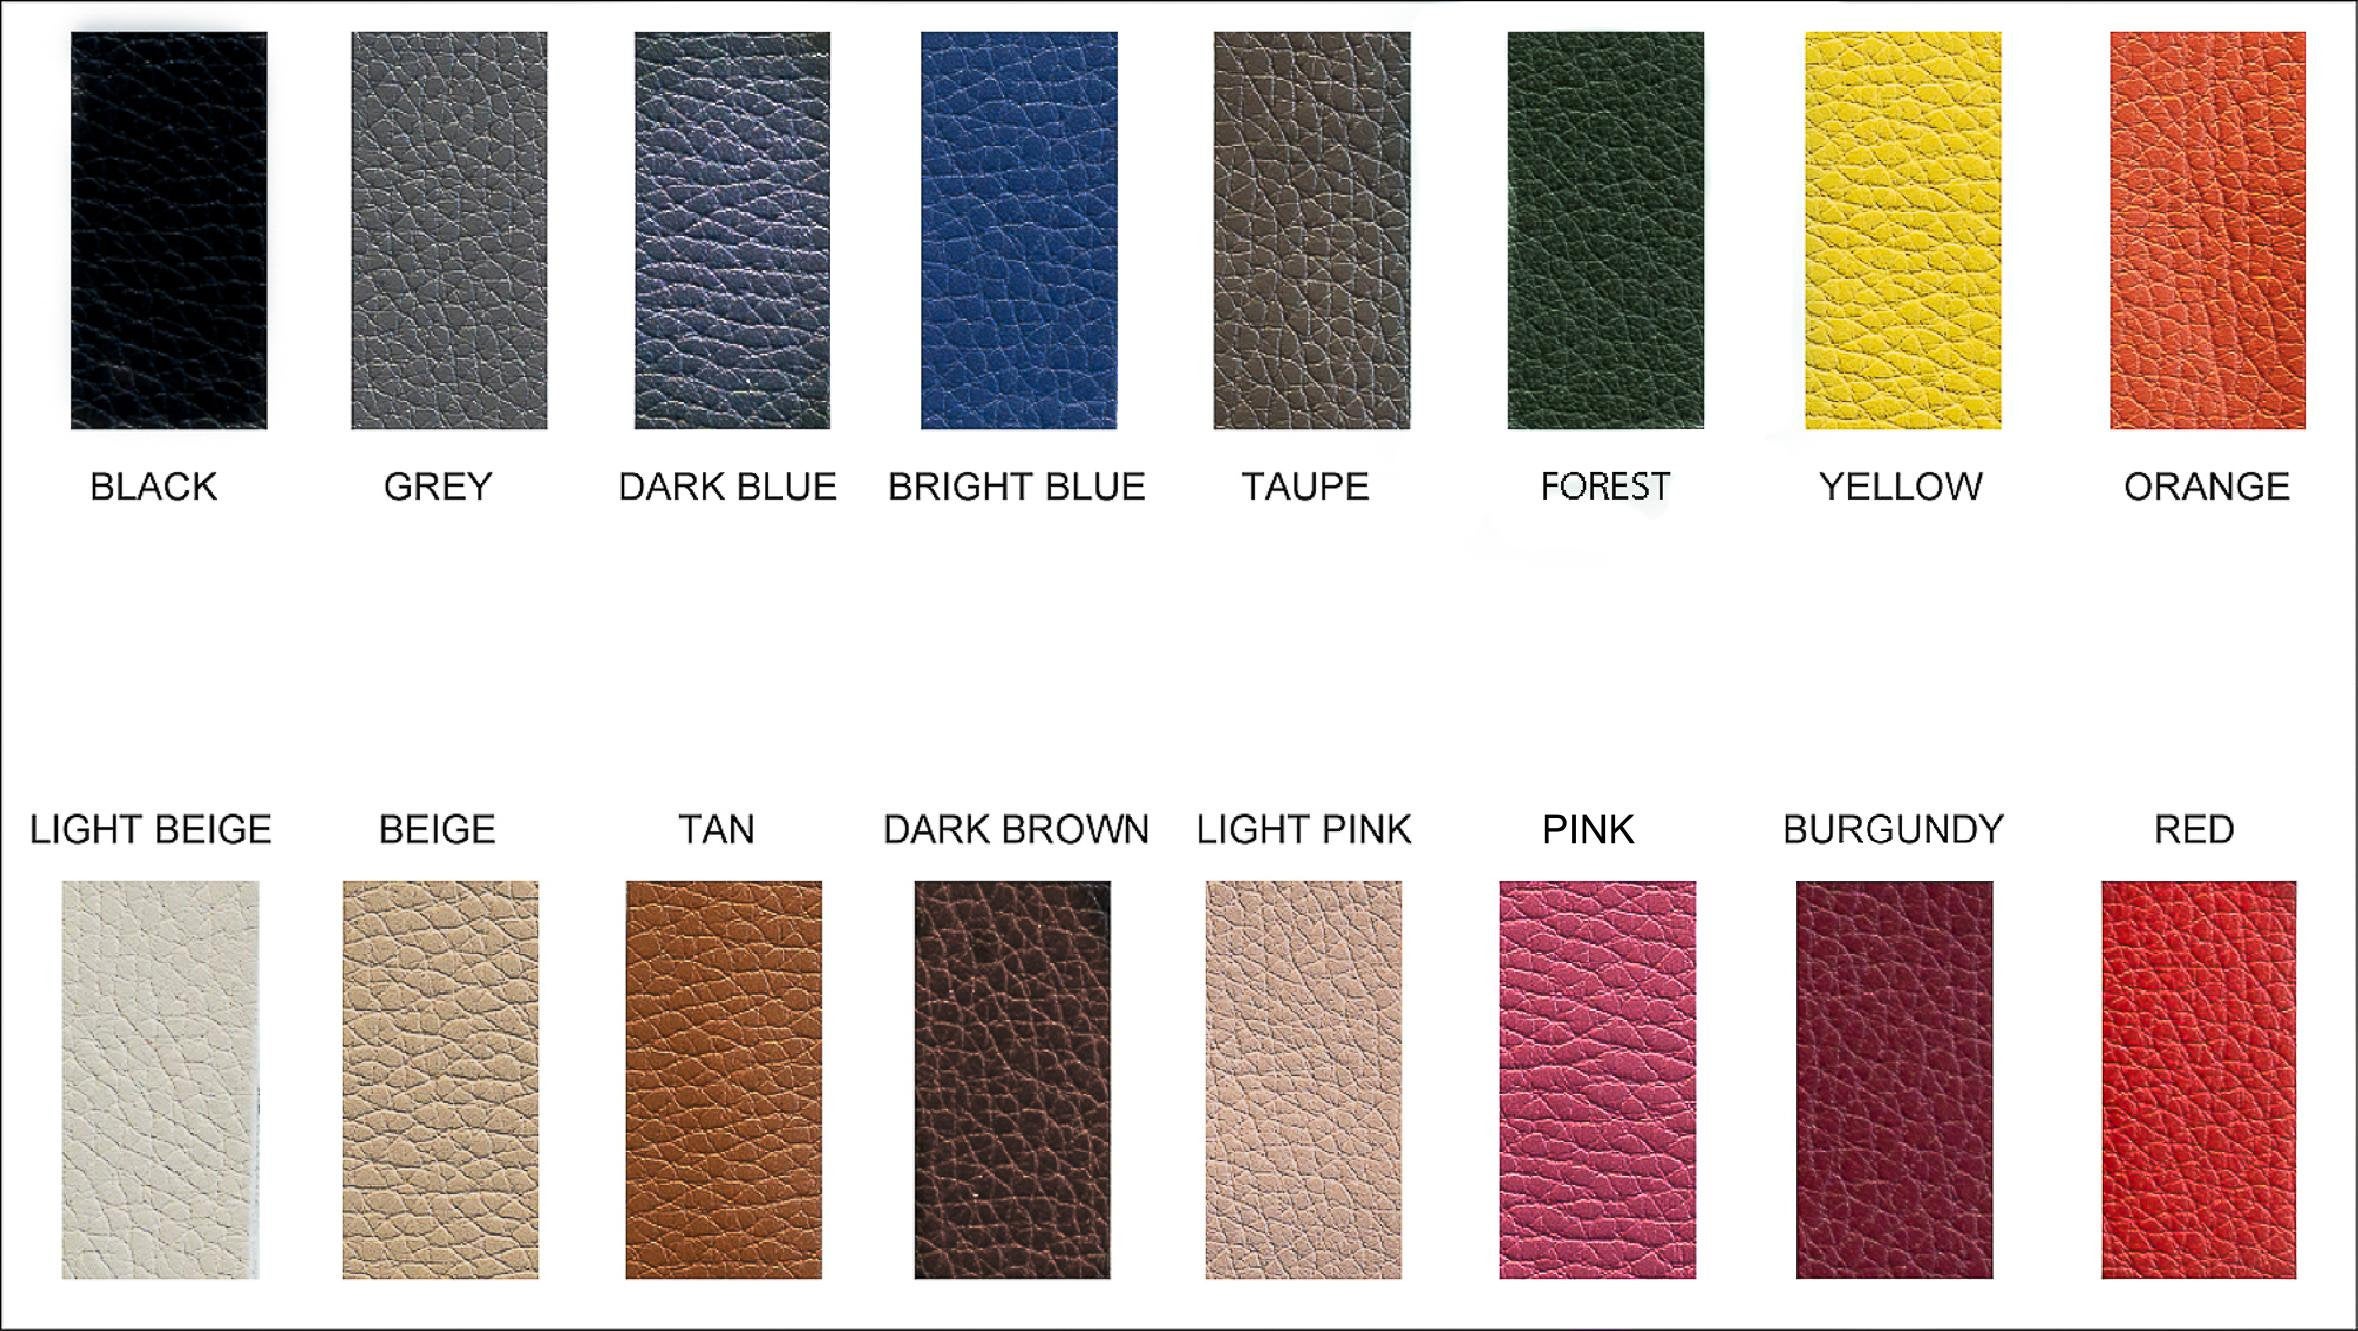 BLACK
GREY
DARK BLUE
BRIGHT BLUE
TAUPE
FOREST
YELLOW
ORANGE
LIGHT BEIGE
BEIGE
TAN
DARK BROWN
LIGHT PINK
PINK
BURGUNDY
RED